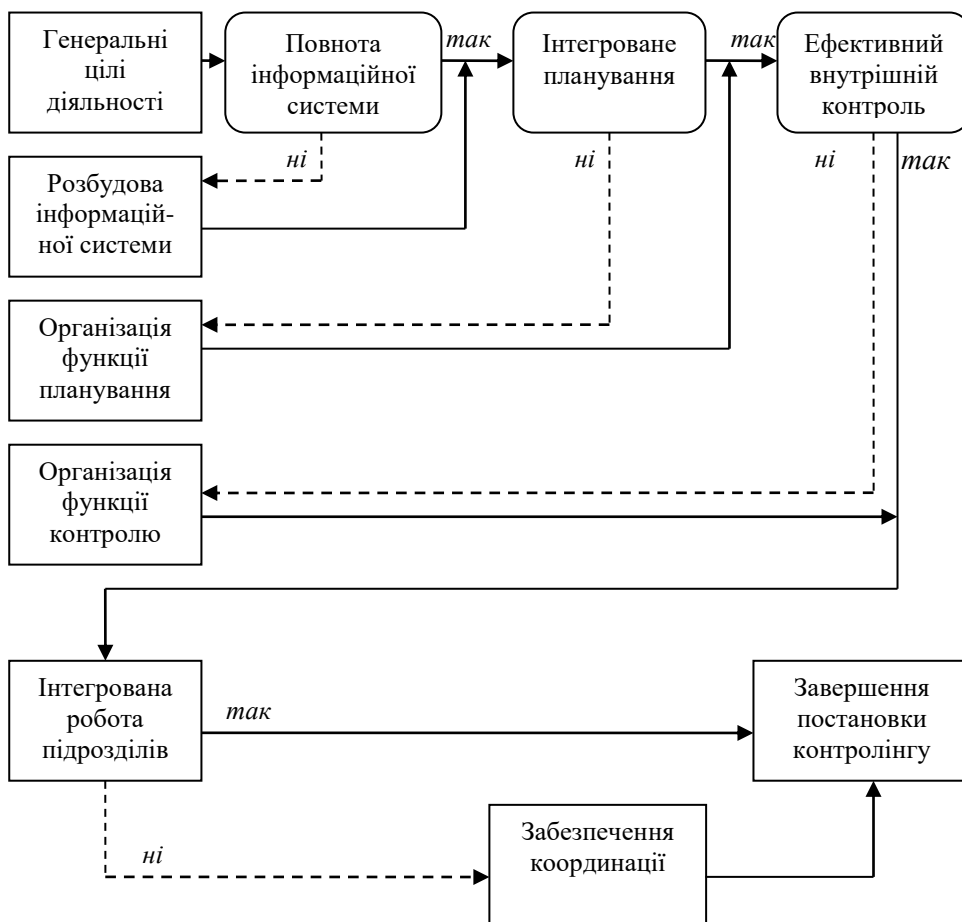 Генеральні
цілі
діяльності
Повнота
інформаційної
системи
так
Інтегроване
планування
так
Ефективний
внутрішній
контроль
ні
ні
ні
так
Розбудова
інформацій-
ної системи
Організація
функції
планування
Організація
функції
контролю
Інтегрована
робота
підрозділів
так
Завершення
постановки
контролінгу
ні
Забезпечення
координації